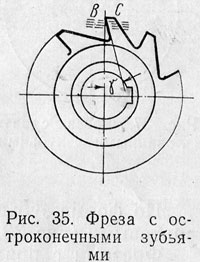 В С
γ
Рис. 35. Фреза с ос-
троконечными зубья-
ми